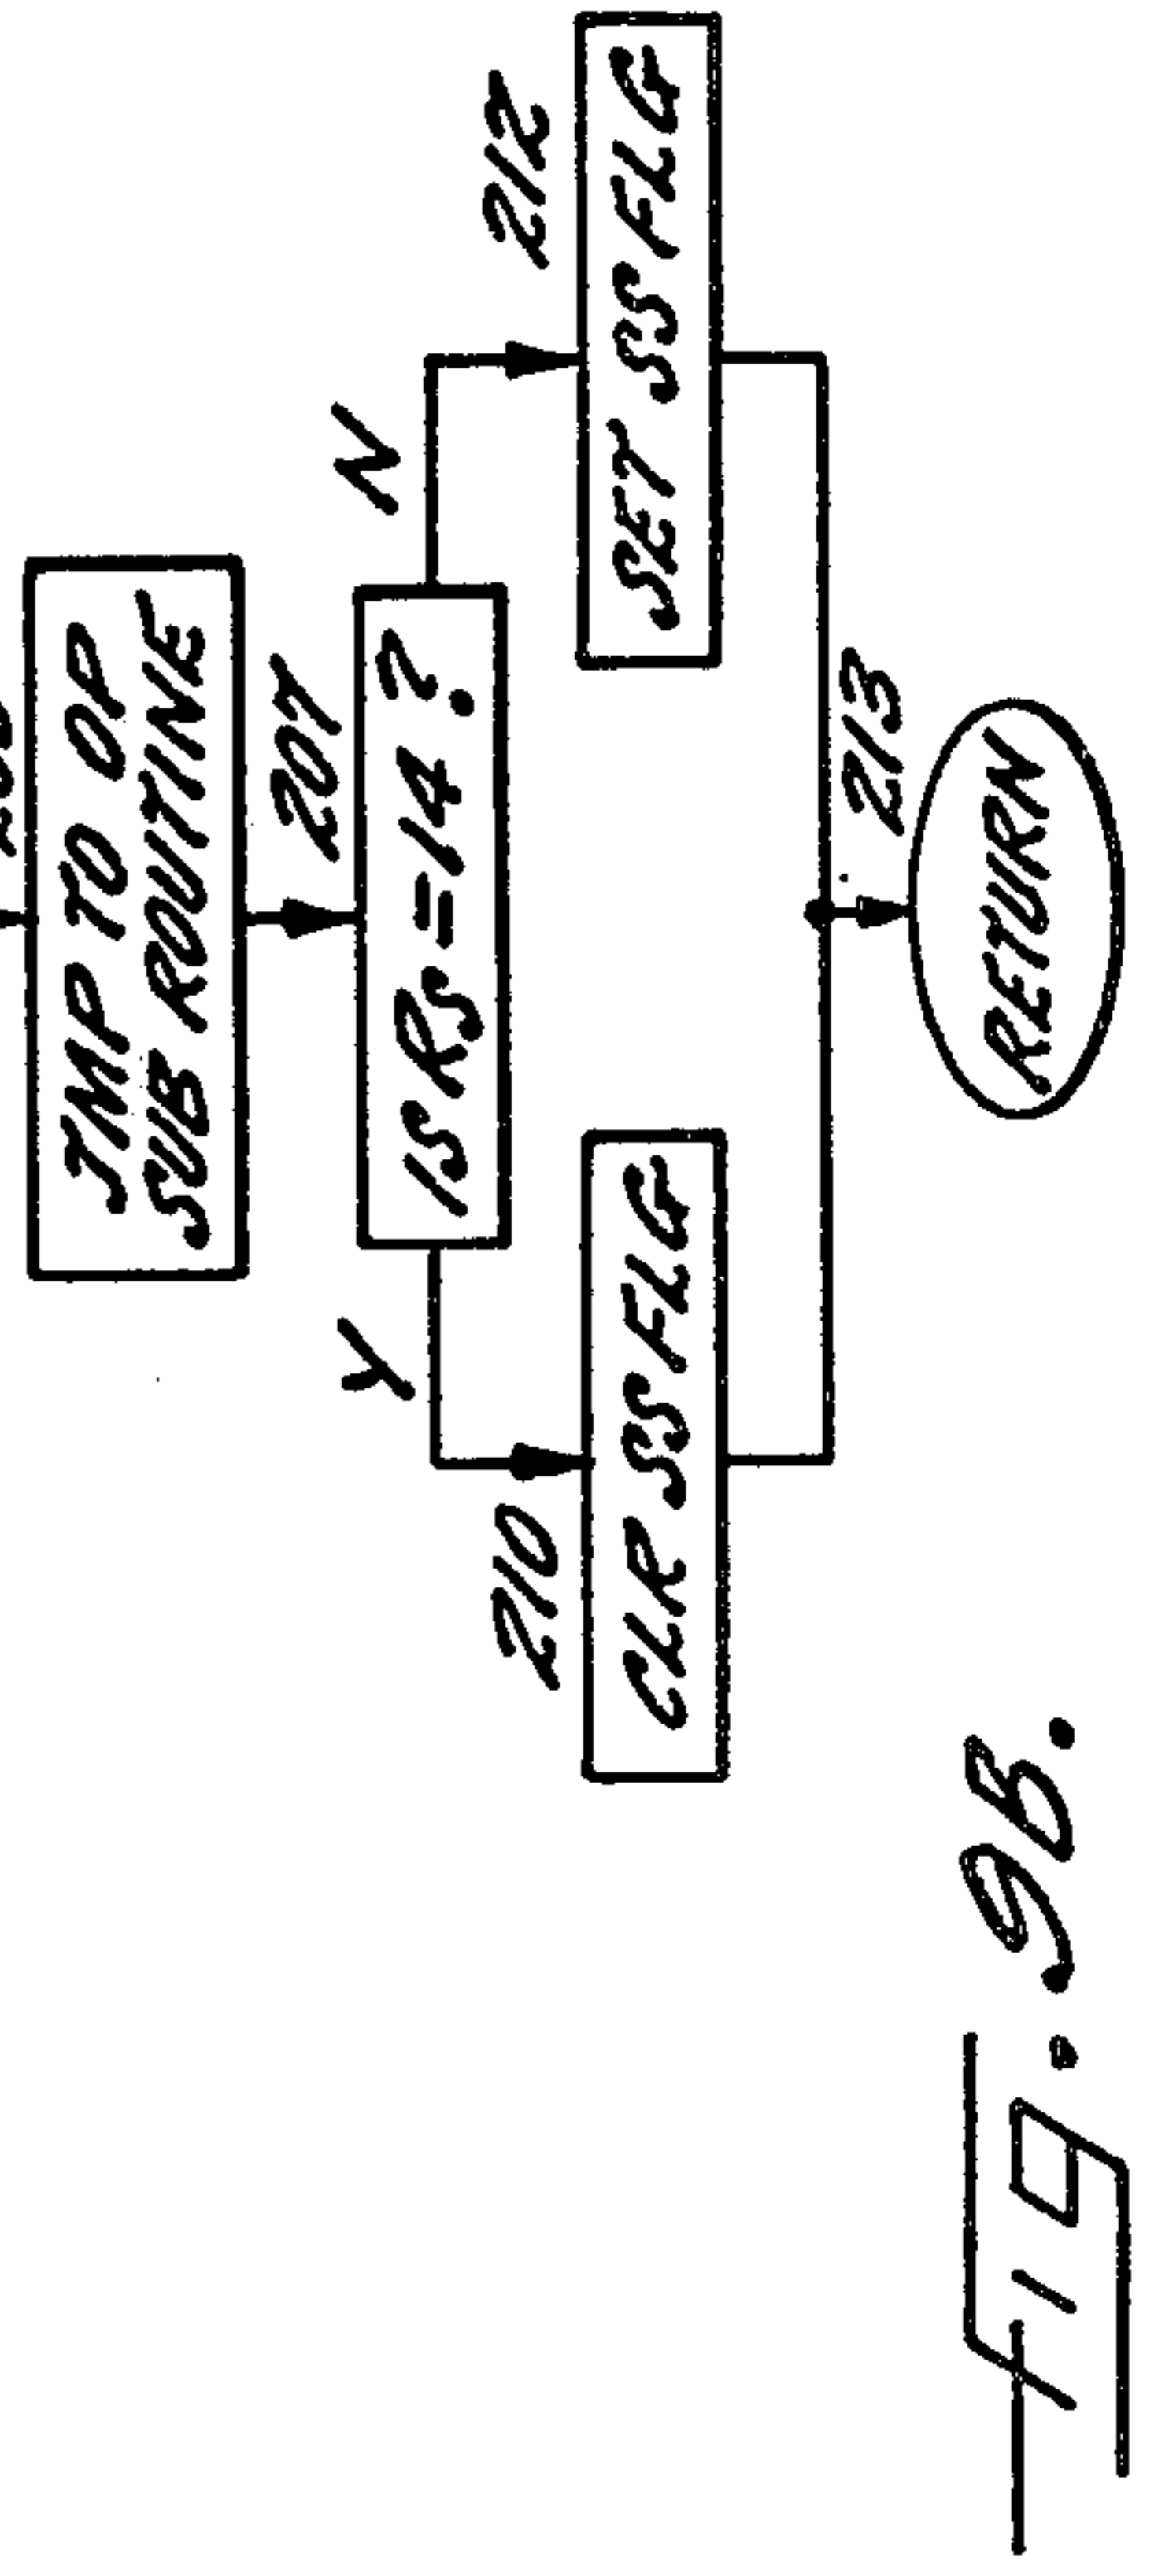 JMP TO OP
SUB ROUTINE
207
IS R5=14?
Y
N
210
212
CLR SS FLG
SET SS FLG
213
RETURN
Fig. 9B.